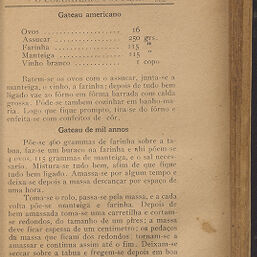 Gateau americano
Ovos 16
Assucar 250 grs.
Farinha 115 "
Manteiga 115 "
Vinho branco 1 copo
Batem-se os ovos com o assucar, junta-se a
manteiga, o vinho, a farinha; depois de tudo bem
ligado vae ao fôrno em fôrma barrada com calda
grossa. Póde-se tambem cozinhar em banho-ma-
ria. Logo que fique prompto, tira-se do fôrno e
enfeita-se com confeitos de côr.
Gateau de mil annos
Põe-se 460 grammas de farinha sobre a ta-
boa, faz-se um buraco na farinha e ahi põem-se
4 ovos, 115 grammas de manteiga, e o sal neces-
sario. Mistura-se tudo bem, afim de que fique
tudo bem ligado. Amassa-se por algum tempo e
deixa-se depois a massa descançar por espaço de
uma hora.
Toma-se o rolo, passa-se pela massa, e a cada
volta põe-se manteiga e farinha. Depois de
bem amassada toma-se uma carretilha e cortam-
se redondos, do tamanho de um pires; a massa
deve ficar espessa de um centimetro; os pedaços
da massa que ficam dos redondos, tornam-se a
amassar e continua assim até o fim. Deixam-se
seccar sobre a tabua e fregem-se depois em boa